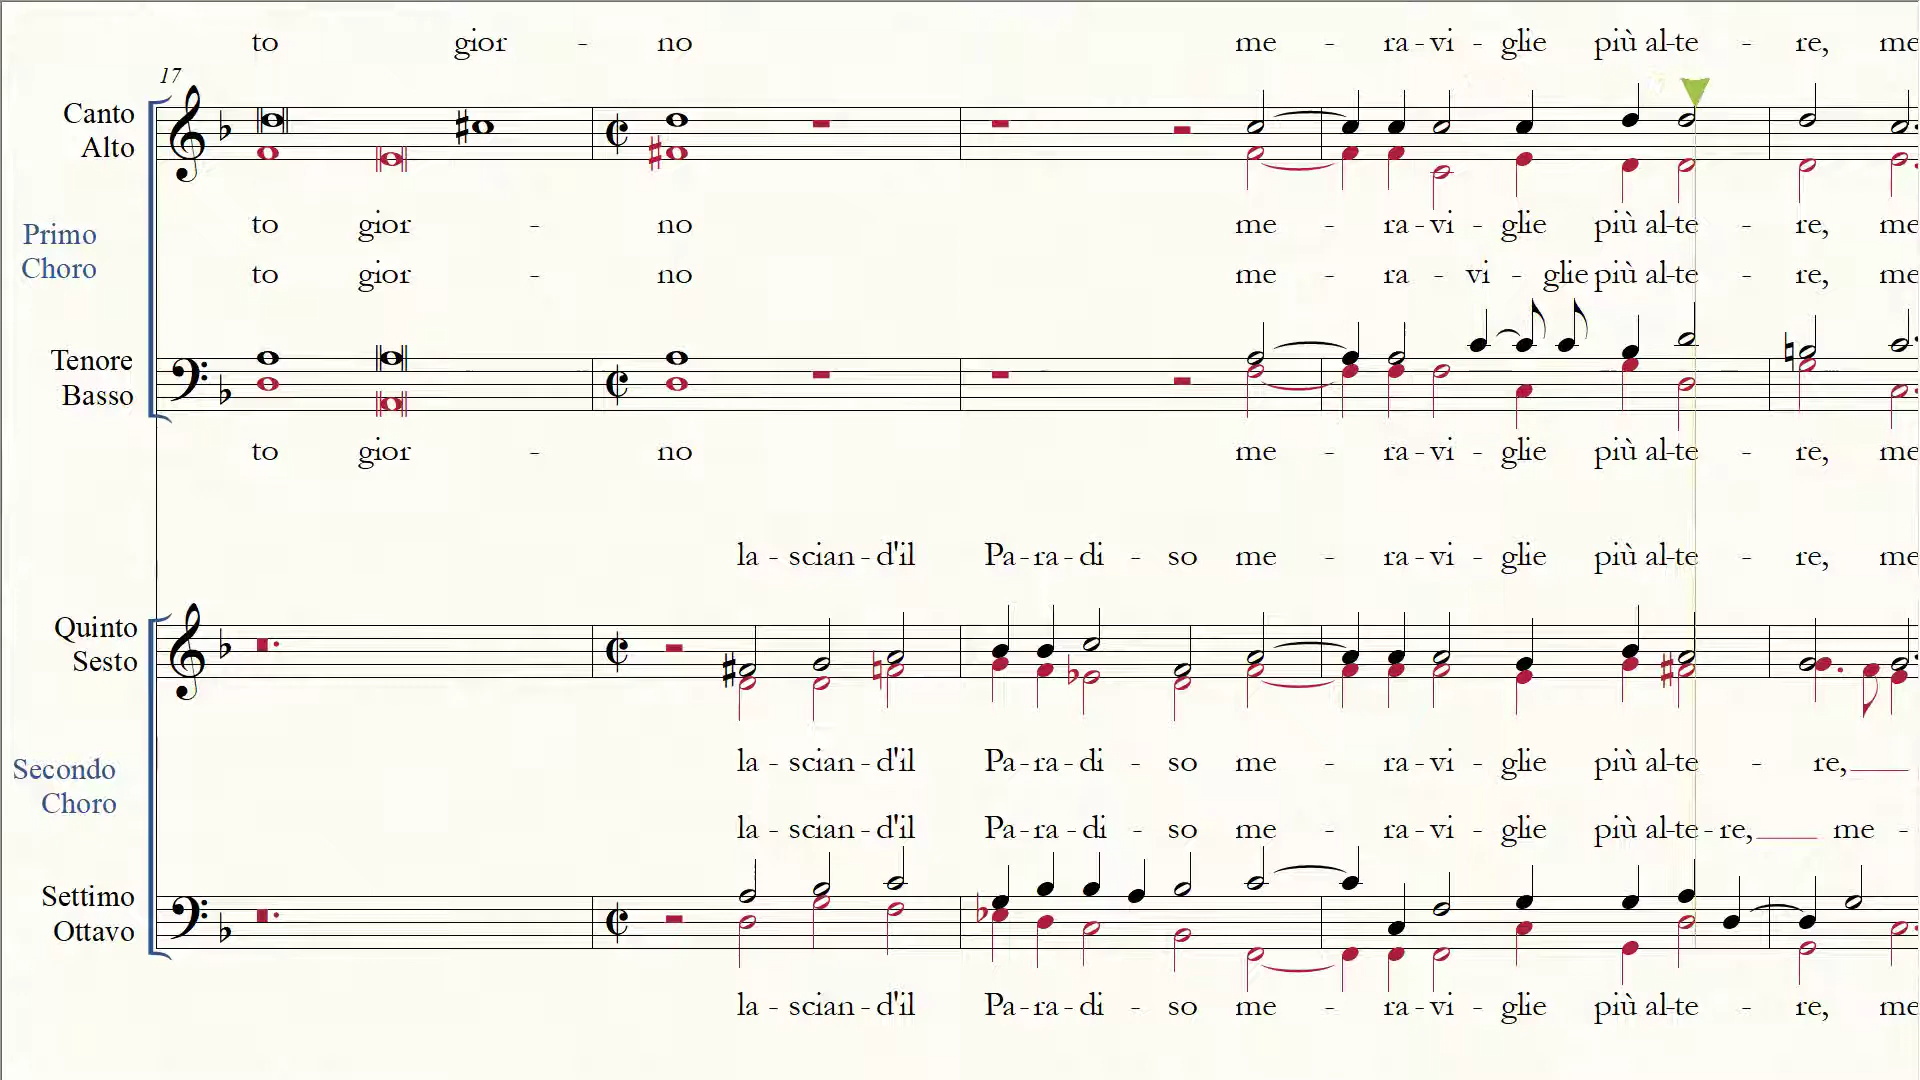 to gior - no me - ra - vi - glie più al-te - re, me
17
Canto
Alto
Primo
Choro
to gior - no me - ra - vi - glie più al-te - re, me
to gior - no me - ra - vi - glie più al-te - re, me
Tenore
Basso
to gior - no me - ra - vi - glie più al-te - re, me
la - scian - d'il Pa - ra - di - so me - ra - vi - glie più al-te - re, me
Quinto
Sesto
Secondo
Choro
la - scian - d'il Pa - ra - di - so me - ra - vi - glie più al-te - re,
la - scian - d'il Pa - ra - di - so me - ra - vi - glie più al-te - re, me -
Settimo
Ottavo
la - scian - d'il Pa - ra - di - so me - ra - vi - glie più al-te - re, me